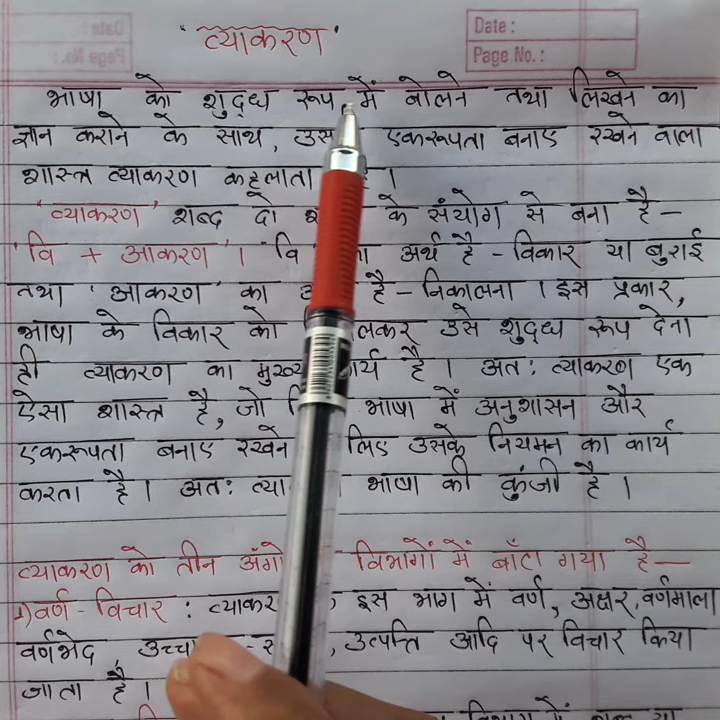 "व्याकरण"
Date :
Page No. :
भाषा को शुद्ध रूप में बोलने तथा लिखने का
ज्ञान कराने के साथ, उस एकरूपता बनाए रखने वाला
शास्त्र व्याकरण कहलाता है ।
'व्याकरण' शब्द दो के संयोग से बना है -
'वि + आकरण' । 'वि' का अर्थ है - विकार या बुराई
तथा 'आकरण' का है - निकालना । इस प्रकार,
भाषा के विकार को उसे शुद्ध रूप देना
ही व्याकरण का मुख्य कार्य है । अतः व्याकरण एक
ऐसा शास्त्र है, जो भाषा में अनुशासन और
एकरूपता बनाए रखने लिए उसके नियमन का कार्य
करता है । अतः भाषा की कुंजी है ।
व्याकरण को तीन अंगो विभागों में बाँटा गया है —
1) वर्ण - विचार : इस भाग में वर्ण, अक्षर, वर्णमाला
वर्णभेद, उत्पत्ति आदि पर विचार किया
जाता है ।